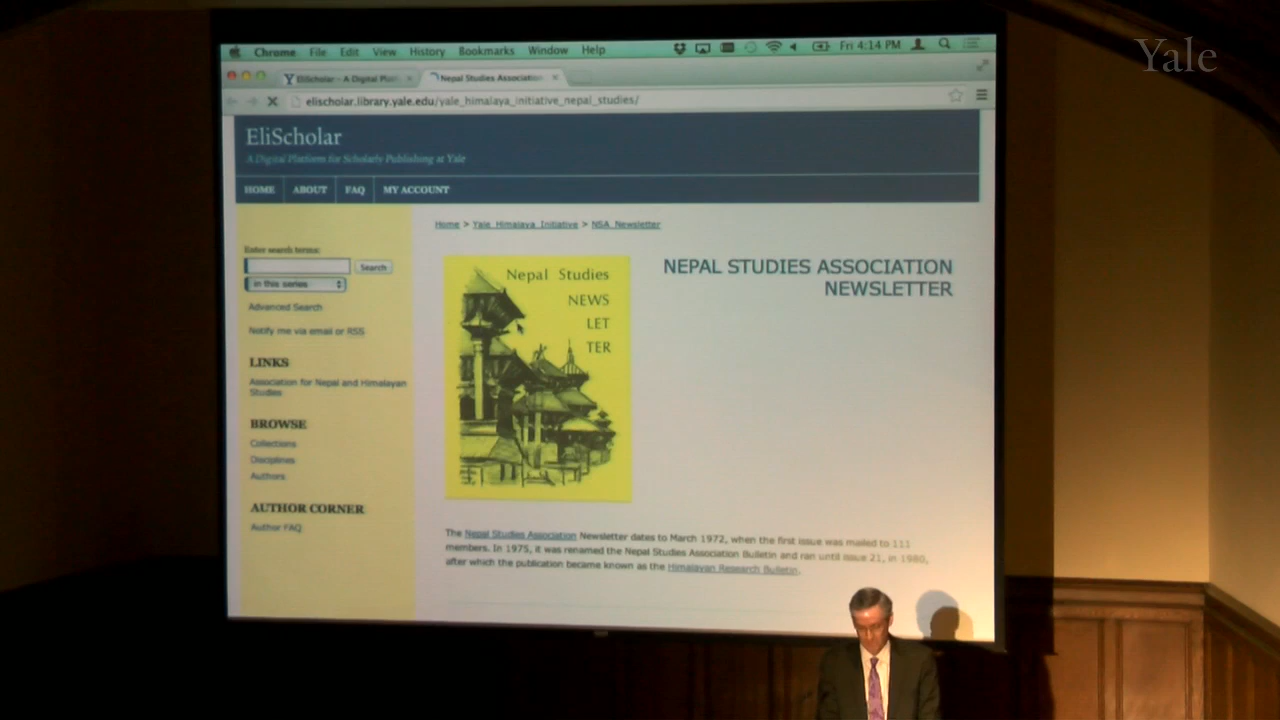 Yale
Chrome File Edit View History Bookmarks Window Help Fri 4:14 PM
EliScholar - A Digital Platf
Nepal Studies Association
elischolar.library.yale.edu/yale_himalaya_initiative_nepal_studies/
EliScholar
A Digital Platform for Scholarly Publishing at Yale
HOME ABOUT FAQ MY ACCOUNT
Home > Yale Himalaya Initiative > NSA Newsletter
Enter search terms:
Search
in this series
Advanced Search
Notify me via email or RSS
LINKS
Association for Nepal and Himalayan
Studies
BROWSE
Collections
Disciplines
Authors
AUTHOR CORNER
Author FAQ
Nepal Studies
NEWS
LET
TER
NEPAL STUDIES ASSOCIATION
NEWSLETTER
The Nepal Studies Association Newsletter dates to March 1972, when the first issue was mailed to 111
members. In 1975, it was renamed the Nepal Studies Association Bulletin and ran until issue 21, in 1980,
after which the publication became known as the Himalayan Research Bulletin.